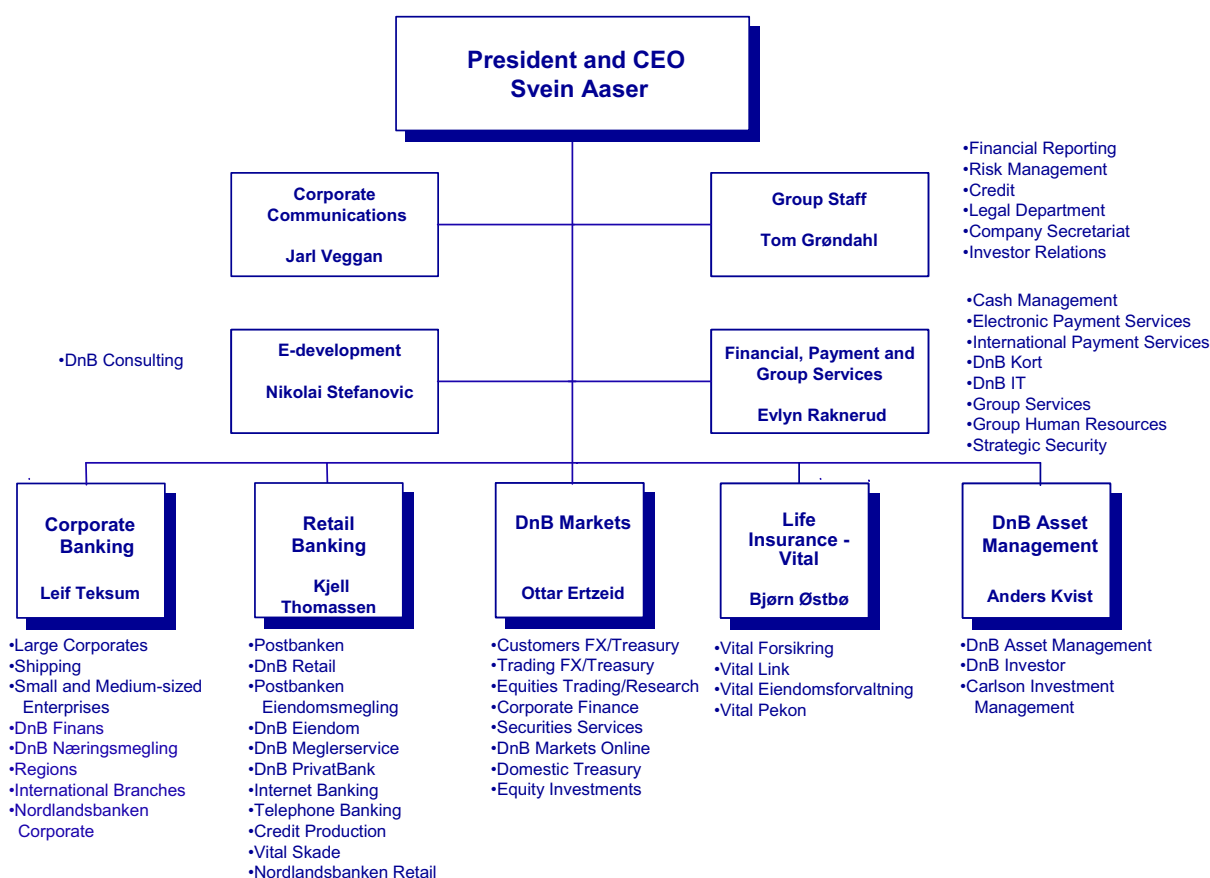 President and CEO
Svein Aaser
Corporate
Communications
Jarl Veggan
Group Staff
Tom Grøndahl
•Financial Reporting
•Risk Management
•Credit
•Legal Department
•Company Secretariat
•Investor Relations
•DnB Consulting
E-development
Nikolai Stefanovic
Financial, Payment and
Group Services
Evlyn Raknerud
•Cash Management
•Electronic Payment Services
•International Payment Services
•DnB Kort
•DnB IT
•Group Services
•Group Human Resources
•Strategic Security
Corporate
Banking
Leif Teksum
•Large Corporates
•Shipping
•Small and Medium-sized
Enterprises
•DnB Finans
•DnB Næringsmegling
•Regions
•International Branches
•Nordlandsbanken
Corporate
Retail
Banking
Kjell
Thomassen
•Postbanken
•DnB Retail
•Postbanken
Eiendomsmegling
•DnB Eiendom
•DnB Meglerservice
•DnB PrivatBank
•Internet Banking
•Telephone Banking
•Credit Production
•Vital Skade
•Nordlandsbanken Retail
DnB Markets
Ottar Ertzeid
•Customers FX/Treasury
•Trading FX/Treasury
•Equities Trading/Research
•Corporate Finance
•Securities Services
•DnB Markets Online
•Domestic Treasury
•Equity Investments
Life
Insurance -
Vital
Bjørn Østbø
•Vital Forsikring
•Vital Link
•Vital Eiendomsforvaltning
•Vital Pekon
DnB Asset
Management
Anders Kvist
•DnB Asset Management
•DnB Investor
•Carlson Investment
Management